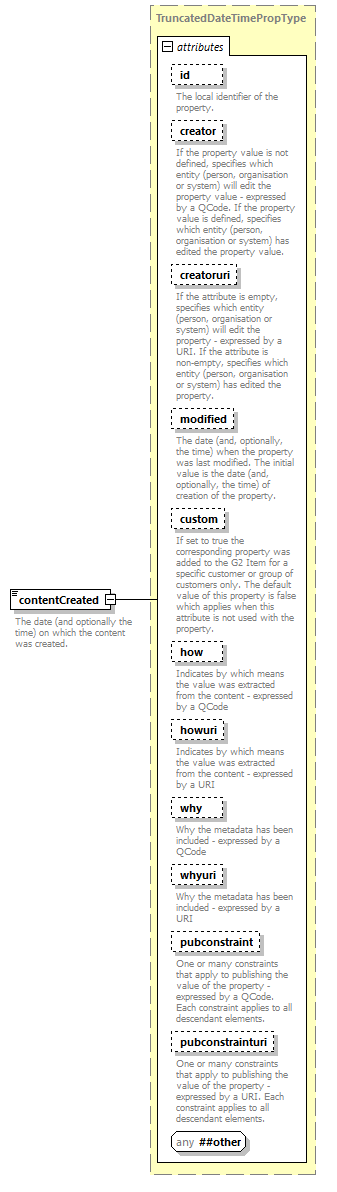 TruncatedDateTimePropType
attributes
id
The local identifier of the
property.
creator
If the property value is not
defined, specifies which
entity (person, organisation
or system) will edit the
property value - expressed
by a QCode. If the property
value is defined, specifies
which entity (person,
organisation or system) has
edited the property value.
creatoruri
If the attribute is empty,
specifies which entity
(person, organisation or
system) will edit the
property - expressed by a
URI. If the attribute is
non-empty, specifies which
entity (person, organisation
or system) has edited the
property.
modified
The date (and, optionally,
the time) when the property
was last modified. The initial
value is the date (and,
optionally, the time) of
creation of the property.
custom
If set to true the
corresponding property was
added to the G2 Item for a
specific customer or group of
customers only. The default
value of this property is false
which applies when this
attribute is not used with the
property.
contentCreated
The date (and optionally the
time) on which the content
was created.
how
Indicates by which means
the value was extracted
from the content - expressed
by a QCode
howuri
Indicates by which means
the value was extracted
from the content - expressed
by a URI
why
Why the metadata has been
included - expressed by a
QCode
whyuri
Why the metadata has been
included - expressed by a
URI
pubconstraint
One or many constraints
that apply to publishing the
value of the property -
expressed by a QCode.
Each constraint applies to all
descendant elements.
pubconstrainturi
One or many constraints
that apply to publishing the
value of the property -
expressed by a URI. Each
constraint applies to all
descendant elements.
any ##other